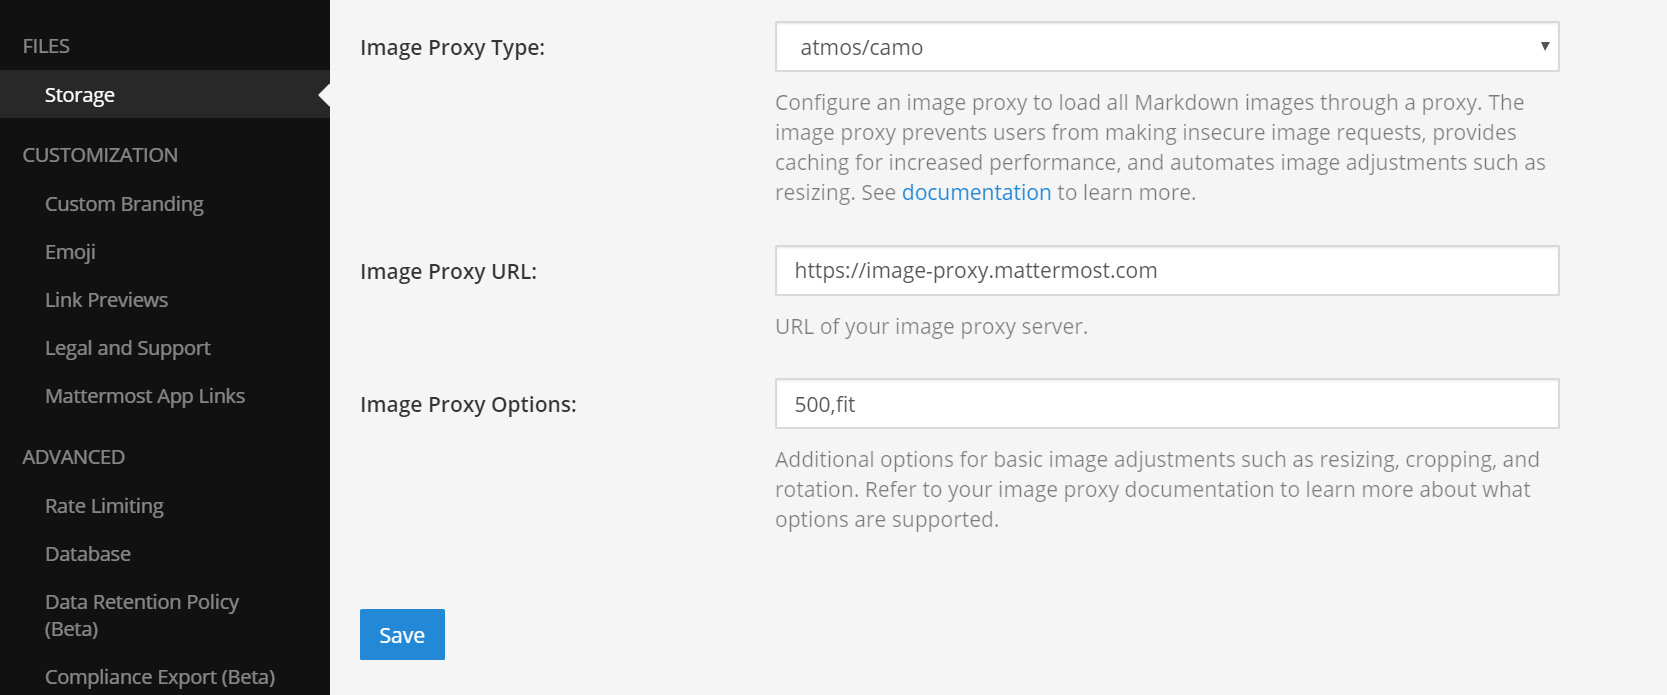 FILES
Storage
CUSTOMIZATION
Custom Branding
Emoji
Link Previews
Legal and Support
Mattermost App Links
ADVANCED
Rate Limiting
Database
Data Retention Policy
(Beta)
Compliance Export (Beta)
Image Proxy Type:
atmos/camo
Configure an image proxy to load all Markdown images through a proxy. The
image proxy prevents users from making insecure image requests, provides
caching for increased performance, and automates image adjustments such as
resizing. See documentation to learn more.
Image Proxy URL:
https://image-proxy.mattermost.com
URL of your image proxy server.
Image Proxy Options:
500,fit
Additional options for basic image adjustments such as resizing, cropping, and
rotation. Refer to your image proxy documentation to learn more about what
options are supported.
Save